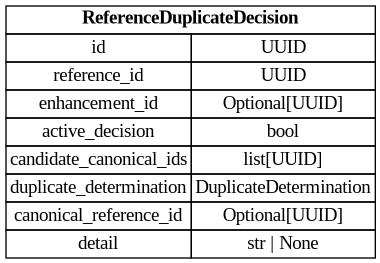 ReferenceDuplicateDecision
id UUID
reference_id UUID
enhancement_id Optional[UUID]
active_decision bool
candidate_canonical_ids list[UUID]
duplicate_determination DuplicateDetermination
canonical_reference_id Optional[UUID]
detail str | None